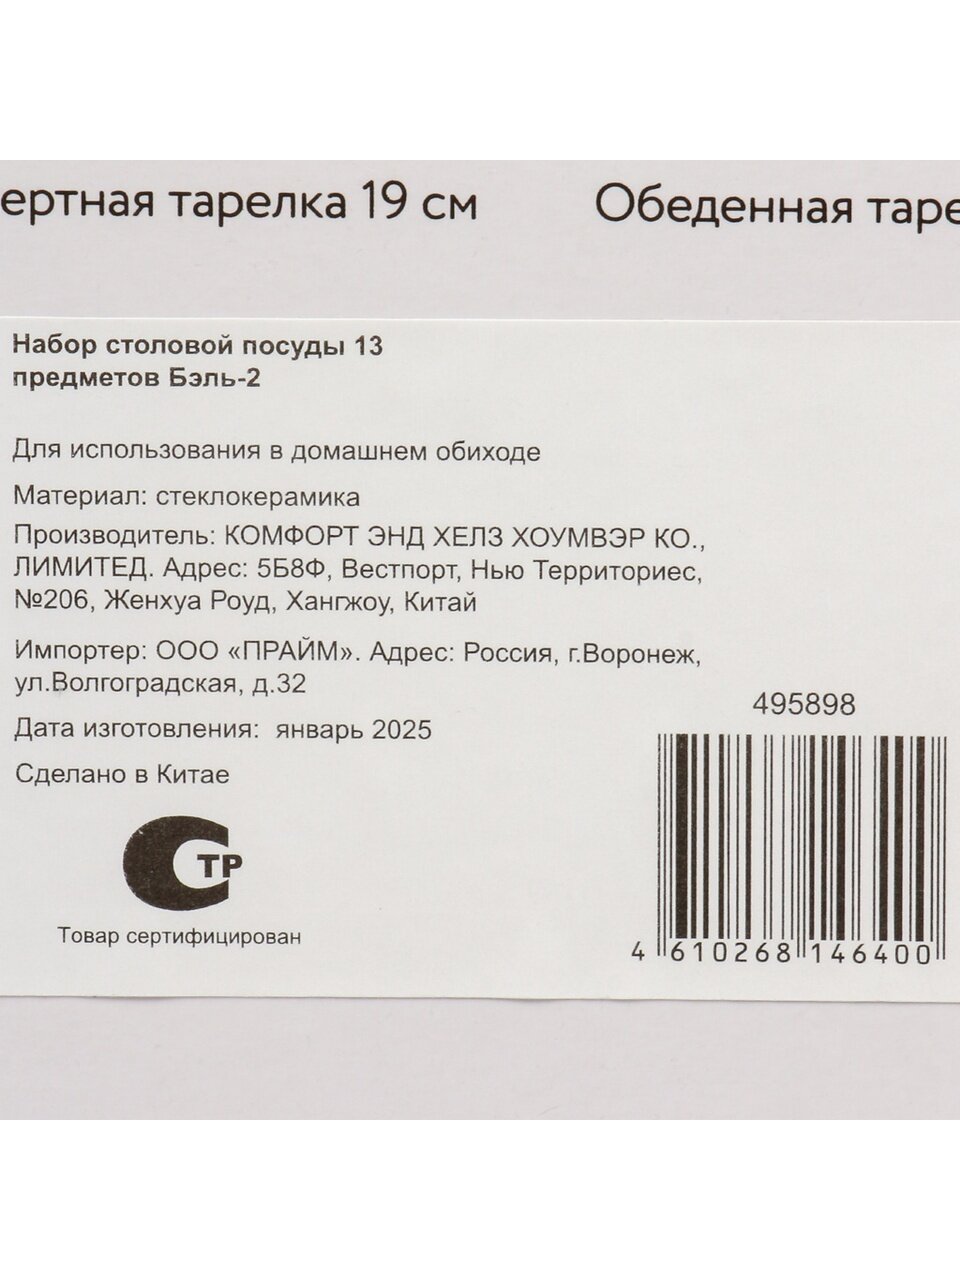 ертная тарелка 19 см
Обеденная таре
Набор столовой посуды 13
предметов Бэль-2
Для использования в домашнем обиходе
Материал: стеклокерамика
Производитель: КОМФОРТ ЭНД ХЕЛЗ ХОУМВЭР КО.,
ЛИМИТЕД. Адрес: 5Б8Ф, Вестпорт, Нью Территориес,
№206, Женхуа Роуд, Хангжоу, Китай
Импортер: ООО «ПРАЙМ». Адрес: Россия, г.Воронеж,
ул.Волгоградская, д.32
Дата изготовления: январь 2025
Сделано в Китае
СТР
Товар сертифицирован
495898
4 610268 146400